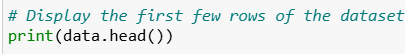 # Display the first few rows of the dataset
print(data.head())